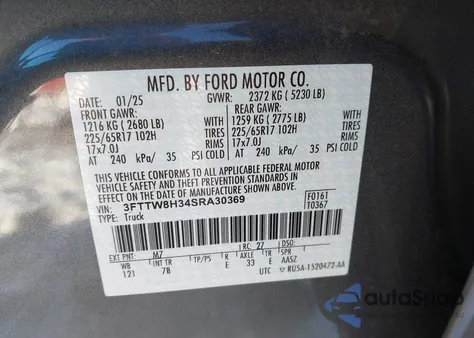 MFD. BY FORD MOTOR CO.
DATE: 01/25 GVWR: 2372 KG ( 5230 LB)
FRONT GAWR: REAR GAWR:
1216 KG ( 2680 LB) 1259 KG ( 2775 LB)
225/65R17 102H TIRES 225/65R17 102H
17x7.0J RIMS 17x7.0J RIMS
AT 240 kPa/ 35 PSI COLD AT 240 kPa/ 35 PSI COLD
THIS VEHICLE CONFORMS TO ALL APPLICABLE FEDERAL MOTOR
VEHICLE SAFETY AND THEFT PREVENTION STANDARDS IN
EFFECT ON THE DATE OF MANUFACTURE SHOWN ABOVE.
VIN: 3FTTW8H34SRA30369 F0161
TYPE: Truck 10367
EXT PNT: M7 RC: 27 DSO:
WB INT TR TP/PS R AXLE TR SPR
121 7B E 33 E AASZ
UTC RU5A-1520472-AA
autoSnap